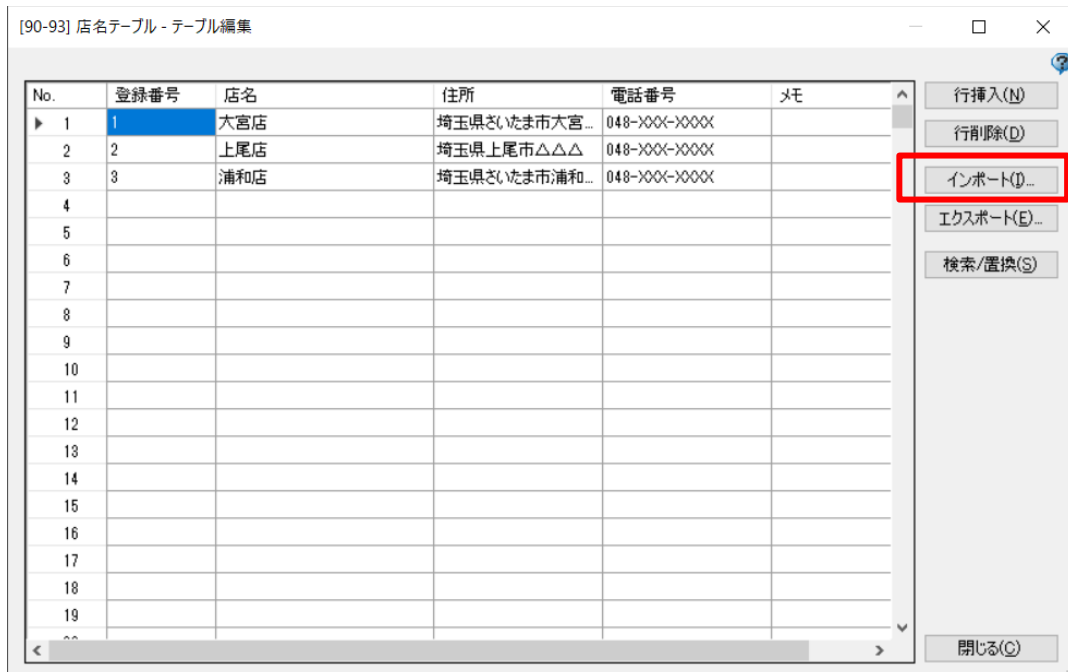 [90-93] 店名テーブル - テーブル編集
No. 登録番号 店名 住所 電話番号 メモ
1 1 大宮店 埼玉県さいたま市大宮... 048-XXX-XXXX
2 2 上尾店 埼玉県上尾市△△△ 048-XXX-XXXX
3 3 浦和店 埼玉県さいたま市浦和... 048-XXX-XXXX
4
5
6
7
8
9
10
11
12
13
14
15
16
17
18
19
行挿入(N)
行削除(D)
インポート(I)...
エクスポート(E)...
検索/置換(S)
閉じる(C)